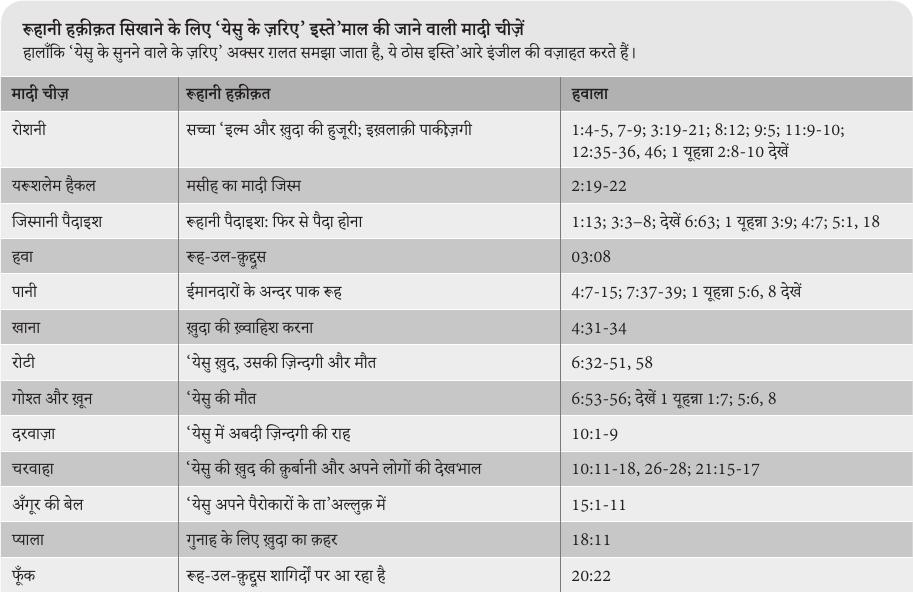 रूहानी हक़ीक़त सिखाने के लिए ‘येसु के ज़रिए’ इस्ते’माल की जाने वाली मादी चीज़ें
हालाँकि ‘येसु के सुनने वाले के ज़रिए’ अक्सर ग़लत समझा जाता है, ये ठोस इस्ति’आरे इंजील की वज़ाहत करते हैं।
मादी चीज़ रूहानी हक़ीक़त हवाला
रोशनी सच्चा ‘इल्म और ख़ुदा की हुजूरी; इख़लाक़ी पाकीज़गी 1:4-5, 7-9; 3:19-21; 8:12; 9:5; 11:9-10;
12:35-36, 46; 1 यूहन्ना 2:8-10 देखें
यरूशलेम हैकल मसीह का मादी जिस्म 2:19-22
जिस्मानी पैदाइश रूहानी पैदाइश: फिर से पैदा होना 1:13; 3:3–8; देखें 6:63; 1 यूहन्ना 3:9; 4:7; 5:1, 18
हवा रूह-उल-क़ुद्दूस 03:08
पानी ईमानदारों के अन्दर पाक रूह 4:7-15; 7:37-39; 1 यूहन्ना 5:6, 8 देखें
खाना ख़ुदा की ख़्वाहिश करना 4:31-34
रोटी ‘येसु ख़ुद, उसकी ज़िन्दगी और मौत 6:32-51, 58
गोश्त और ख़ून ‘येसु की मौत 6:53-56; देखें 1 यूहन्ना 1:7; 5:6, 8
दरवाज़ा ‘येसु में अबदी ज़िन्दगी की राह 10:1-9
चरवाहा ‘येसु की ख़ुद की क़ुर्बानी और अपने लोगों की देखभाल 10:11-18, 26-28; 21:15-17
अँगूर की बेल ‘येसु अपने पैरोकारों के ता’अल्लुक़ में 15:1-11
प्याला गुनाह के लिए ख़ुदा का क़हर 18:11
फूँक रूह-उल-क़ुद्दूस शागिर्दों पर आ रहा है 20:22